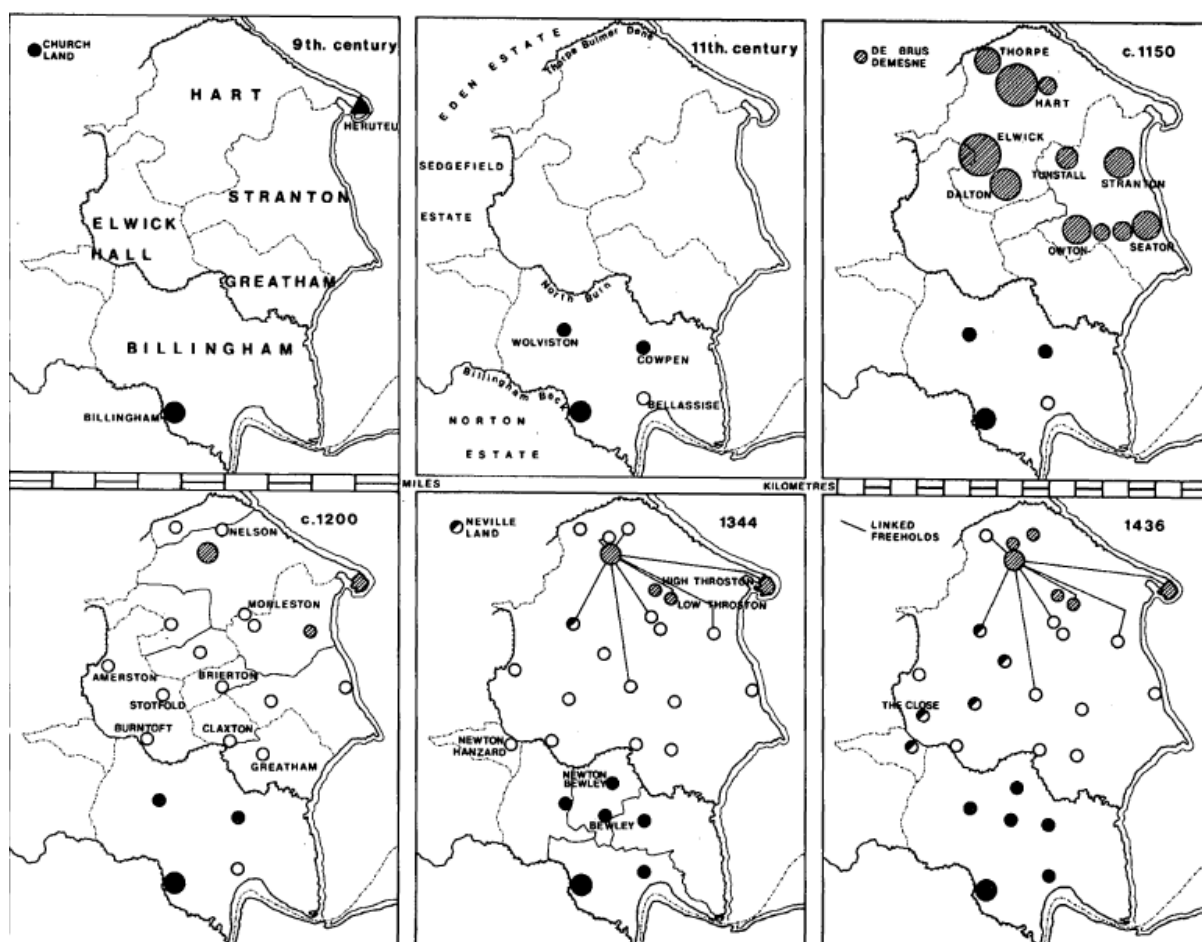 CHURCH
LAND
9th. century
HART
HERUTEU
STRANTON
ELWICK
HALL
GREATHAM
BILLINGHAM
BILLINGHAM
11th. century
EDEN ESTATE
Thorpe Bulmer Dene
SEDGEFIELD
ESTATE
North Burn
WOLVISTON
COWPEN
Billingham Beck
BELLASSISE
NORTON
ESTATE
DE BRUS
DEMESNE
c.1150
THORPE
HART
ELWICK
TUNSTALL
DALTON
STRANTON
OWTON
SEATON
MILES
KILOMETRES
c.1200
NELSON
MORLESTON
AMERSTON
BRIERTON
STOTFOLD
BURNTOFT
CLAXTON
GREATHAM
NEVILLE
LAND
1344
HIGH THROSTON
LOW THROSTON
NEWTON
HANZARD
NEWTON
BEWLEY
BEWLEY
LINKED
FREEHOLDS
1436
THE CLOSE